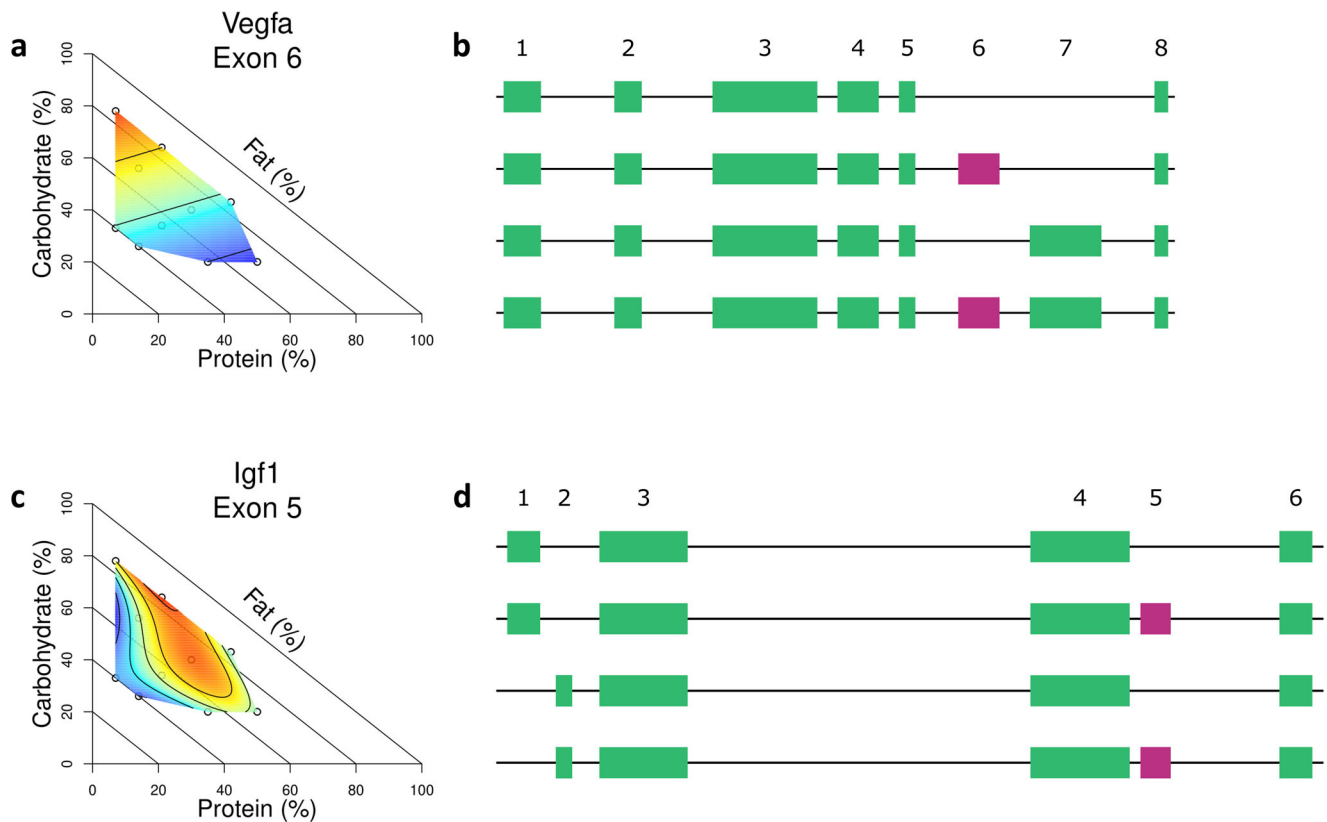 a
Vegfa
Exon 6
Carbohydrate (%)
100
80
60
40
20
0
Fat (%)
0 20 40 60 80 100
Protein (%)
b
1 2 3 4 5 6 7 8
c
Igf1
Exon 5
Carbohydrate (%)
100
80
60
40
20
0
Fat (%)
0 20 40 60 80 100
Protein (%)
d
1 2 3 4 5 6